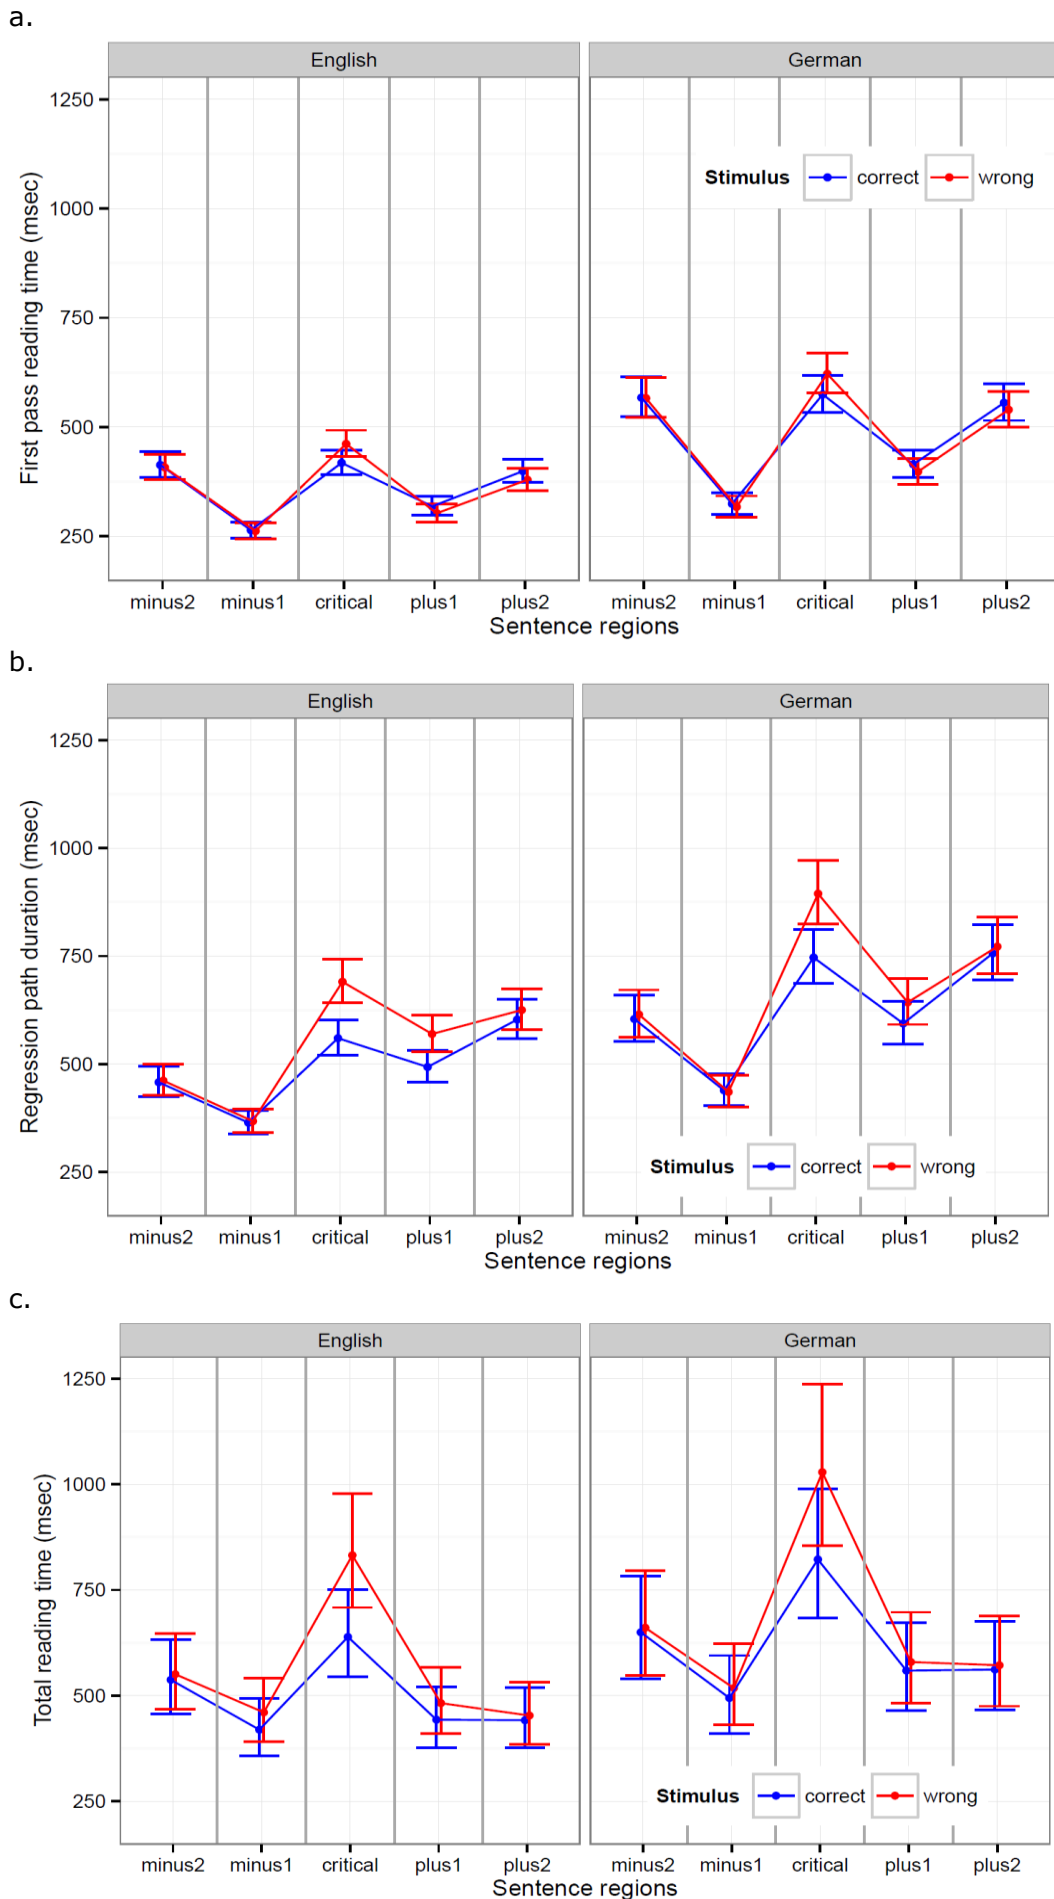 a.
English German
1250
1000
750
500
250
First pass reading time (msec)
Stimulus correct wrong
minus2 minus1 critical plus1 plus2 minus2 minus1 critical plus1 plus2
Sentence regions
b.
English German
1250
1000
750
500
250
Regression path duration (msec)
Stimulus correct wrong
minus2 minus1 critical plus1 plus2 minus2 minus1 critical plus1 plus2
Sentence regions
c.
English German
1250
1000
750
500
250
Total reading time (msec)
Stimulus correct wrong
minus2 minus1 critical plus1 plus2 minus2 minus1 critical plus1 plus2
Sentence regions